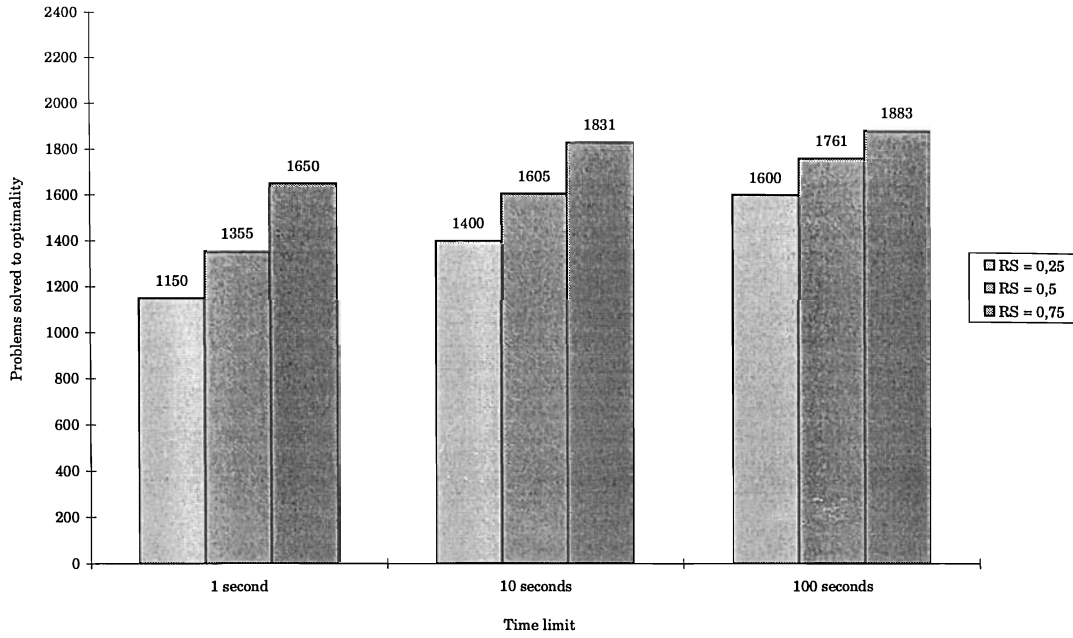 2400
2200
2000
1800
1600
1400
1200
1000
800
600
400
200
0
Problems solved to optimality
1150
1355
1650
1400
1605
1831
1600
1761
1883
1 second
10 seconds
100 seconds
Time limit
RS = 0,25
RS = 0,5
RS = 0,75